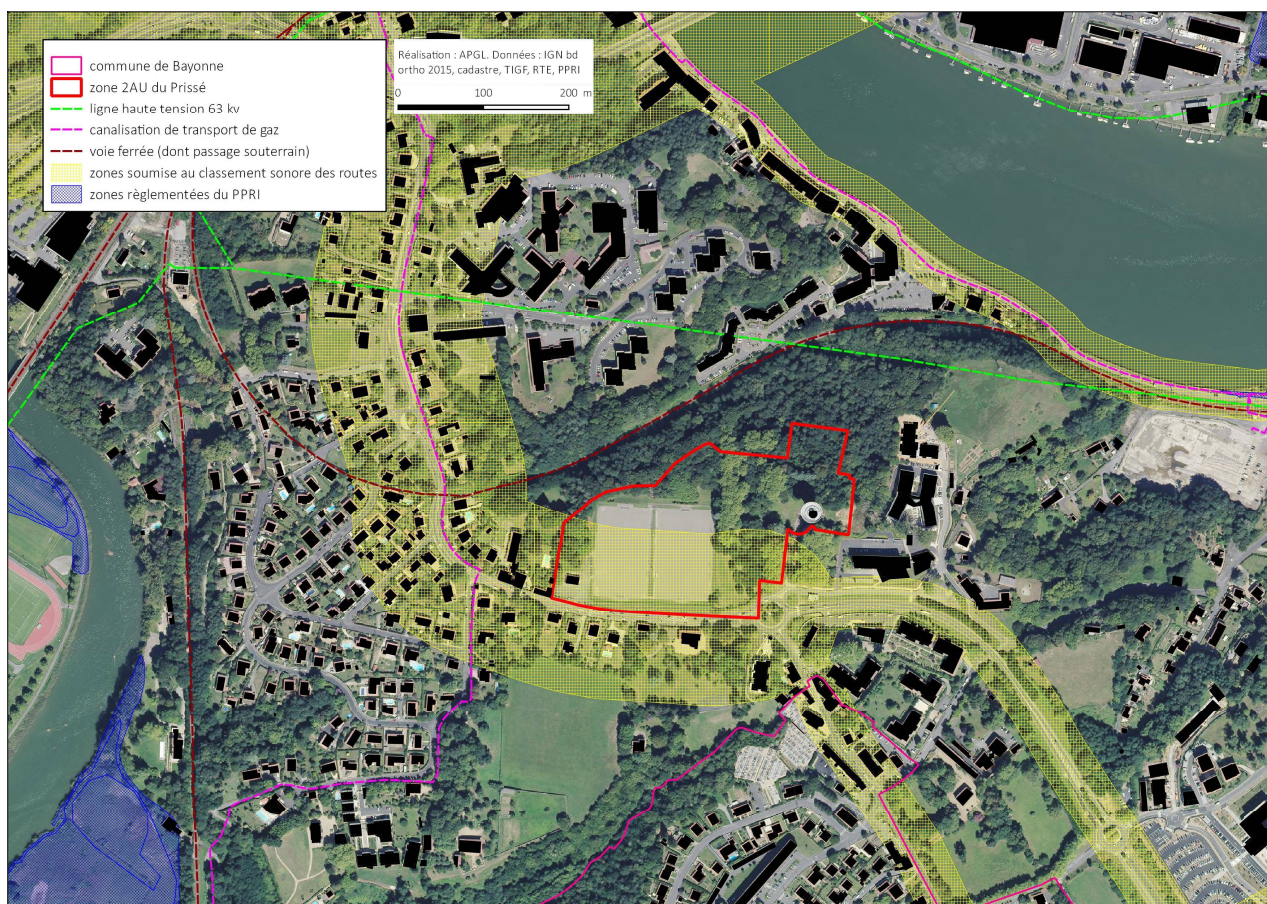 commune de Bayonne
zone 2AU du Prissé
ligne haute tension 63 kv
canalisation de transport de gaz
voie ferrée (dont passage souterrain)
zones soumise au classement sonore des routes
zones règlementées du PPRI
Réalisation : APGL. Données : IGN bd
ortho 2015, cadastre, TIGF, RTE, PPRI
0 100 200 m